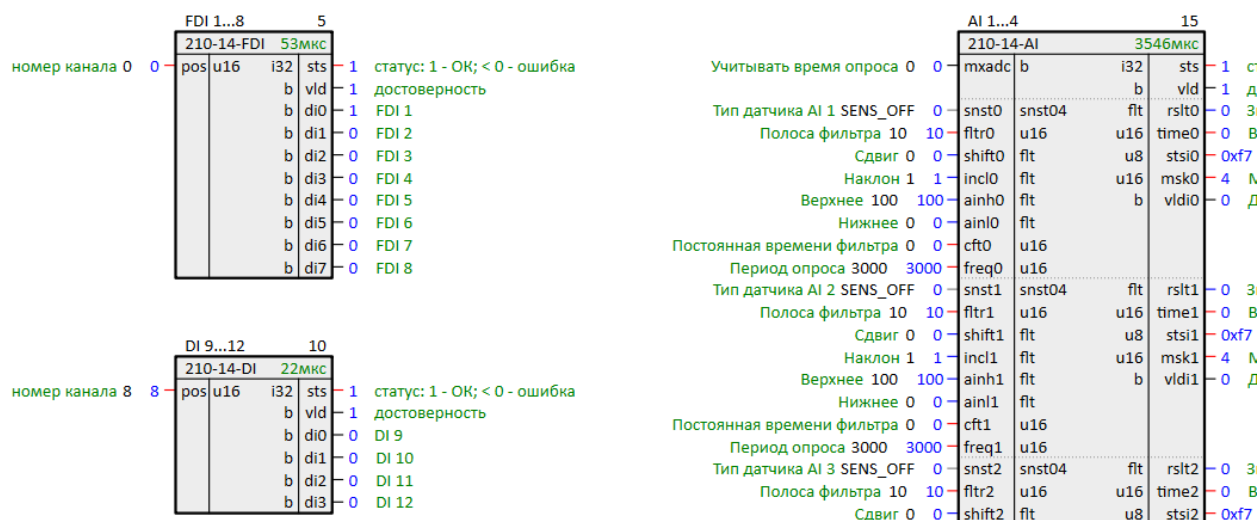 FDI 1...8 5
210-14-FDI 53мкс
номер канала 0 0 pos u16 i32 sts 1 статус: 1 - ОК; < 0 - ошибка
b vld 1 достоверность
b di0 1 FDI 1
b di1 0 FDI 2
b di2 0 FDI 3
b di3 0 FDI 4
b di4 0 FDI 5
b di5 0 FDI 6
b di6 0 FDI 7
b di7 0 FDI 8
DI 9...12 10
210-14-DI 22мкс
номер канала 8 8 pos u16 i32 sts 1 статус: 1 - ОК; < 0 - ошибка
b vld 1 достоверность
b di0 0 DI 9
b di1 0 DI 10
b di2 0 DI 11
b di3 0 DI 12
AI 1...4 15
210-14-AI 3546мкс
Учитывать время опроса 0 0 mxadc b i32 sts 1
b vld 1
Тип датчика AI 1 SENS_OFF 0 snst0 snst04 flt rslt0 0
Полоса фильтра 10 10 fltr0 u16 u16 time0 0
Сдвиг 0 0 shift0 flt u8 stsi0 0xf7
Наклон 1 1 incl0 flt u16 msk0 4
Верхнее 100 100 ainh0 flt b vldi0 0
Нижнее 0 0 ainl0 flt
Постоянная времени фильтра 0 0 cft0 u16
Период опроса 3000 3000 freq0 u16
Тип датчика AI 2 SENS_OFF 0 snst1 snst04 flt rslt1 0
Полоса фильтра 10 10 fltr1 u16 u16 time1 0
Сдвиг 0 0 shift1 flt u8 stsi1 0xf7
Наклон 1 1 incl1 flt u16 msk1 4
Верхнее 100 100 ainh1 flt b vldi1 0
Нижнее 0 0 ainl1 flt
Постоянная времени фильтра 0 0 cft1 u16
Период опроса 3000 3000 freq1 u16
Тип датчика AI 3 SENS_OFF 0 snst2 snst04 flt rslt2 0
Полоса фильтра 10 10 fltr2 u16 u16 time2 0
Сдвиг 0 0 shift2 flt u8 stsi2 0xf7